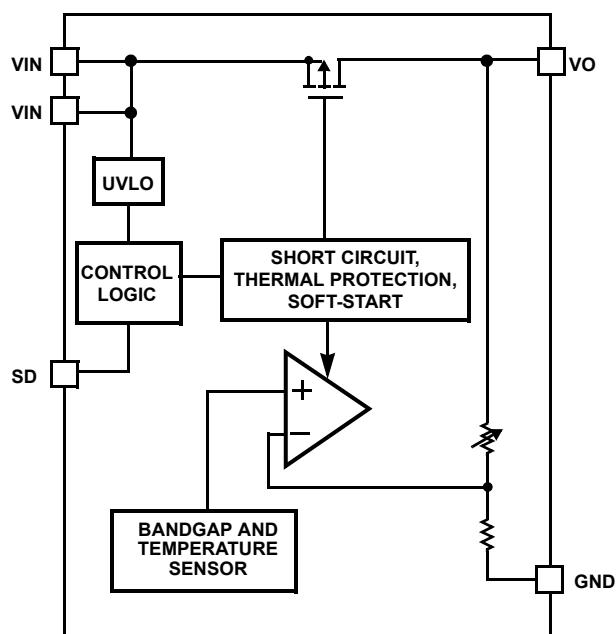 VIN
VO
VIN
UVLO
CONTROL
LOGIC
SHORT CIRCUIT,
THERMAL PROTECTION,
SOFT-START
SD
+
−
BANDGAP AND
TEMPERATURE
SENSOR
GND